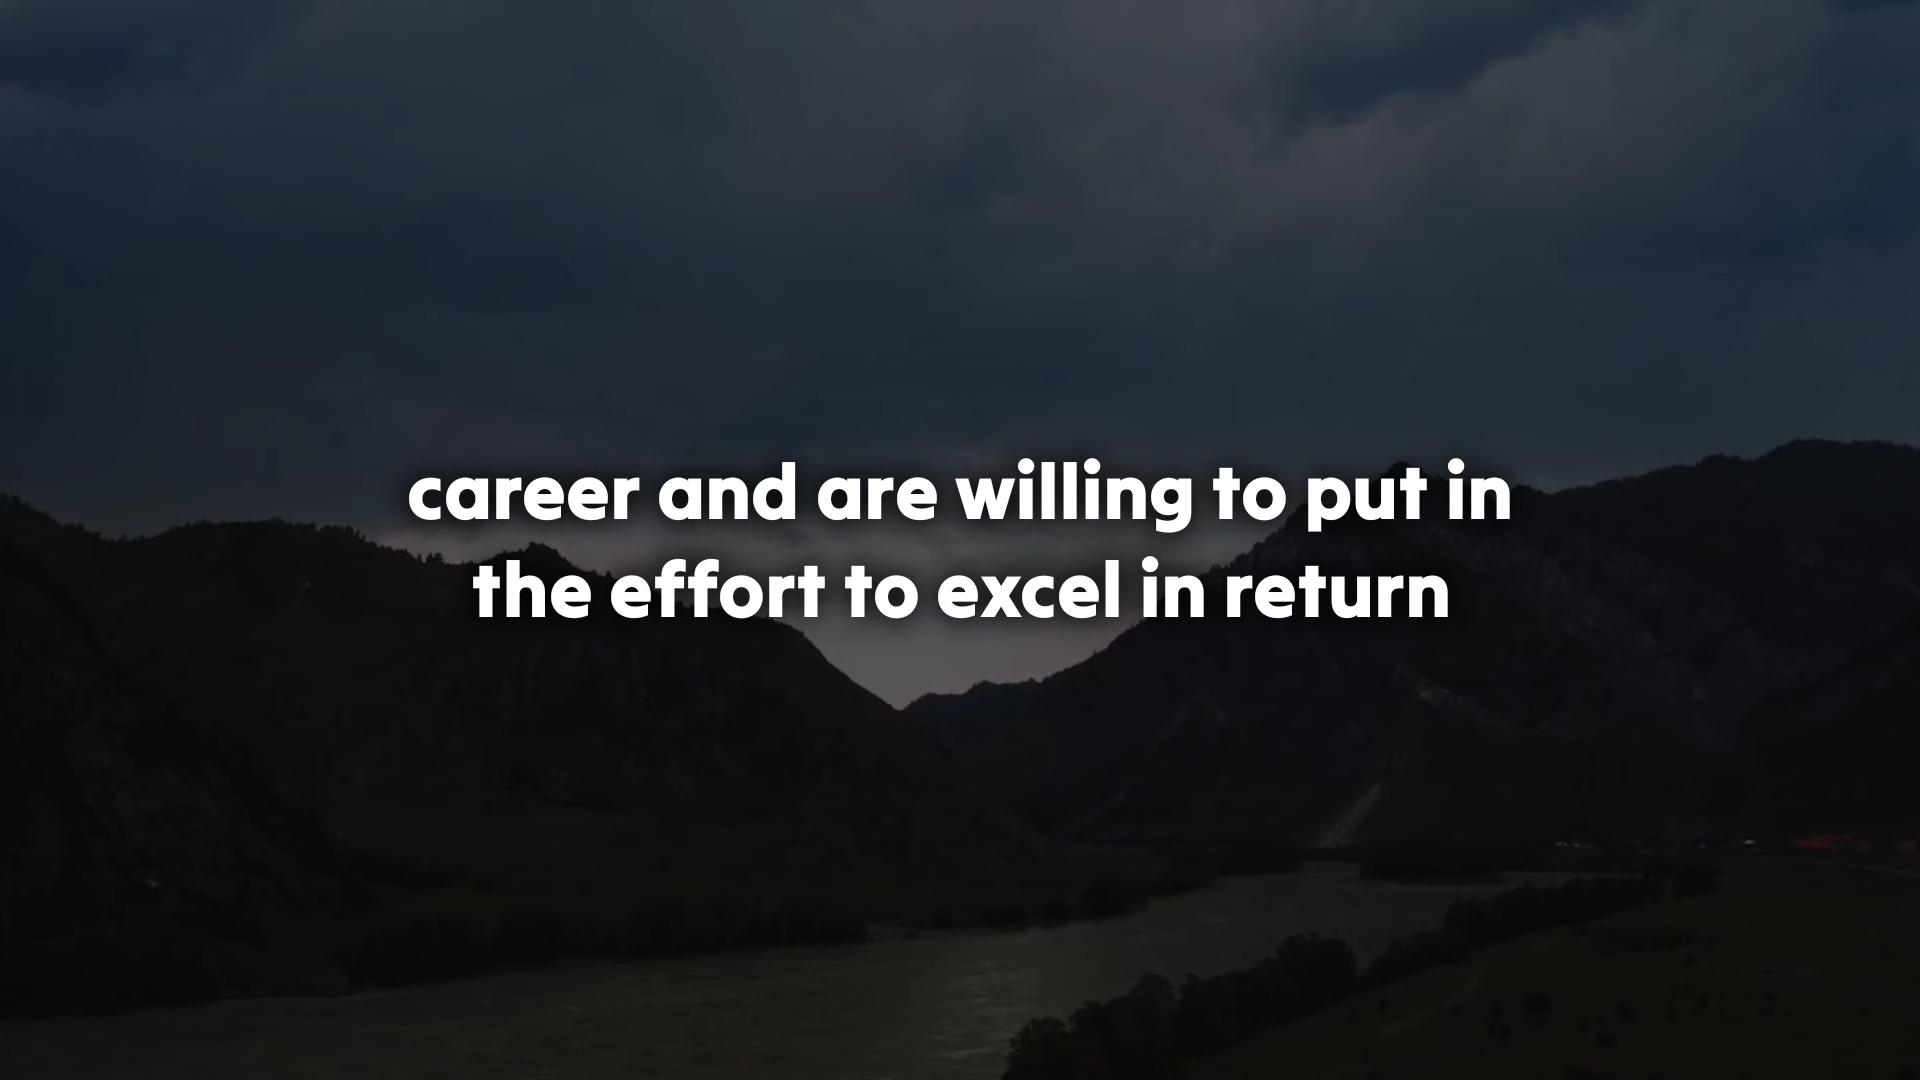 career and are willing to put in
the effort to excel in return